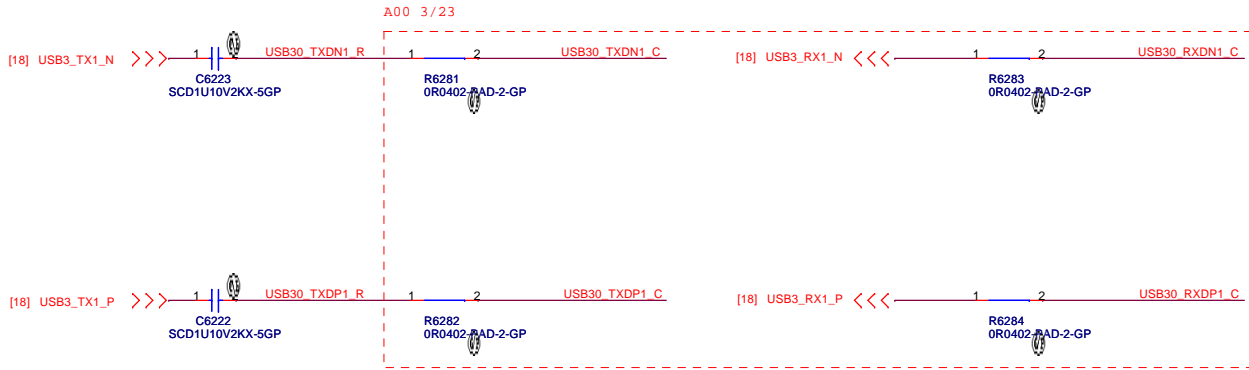 A00 3/23
[18] USB3_TX1_N
1
USB30_TXDN1_R
1
2
USB30_TXDN1_C
[18] USB3_RX1_N
1
2
USB30_RXDN1_C
C6223
SCD1U10V2KX-5GP
R6281
0R0402-PAD-2-GP
R6283
0R0402-PAD-2-GP
[18] USB3_TX1_P
1
USB30_TXDP1_R
1
2
USB30_TXDP1_C
[18] USB3_RX1_P
1
2
USB30_RXDP1_C
C6222
SCD1U10V2KX-5GP
R6282
0R0402-PAD-2-GP
R6284
0R0402-PAD-2-GP